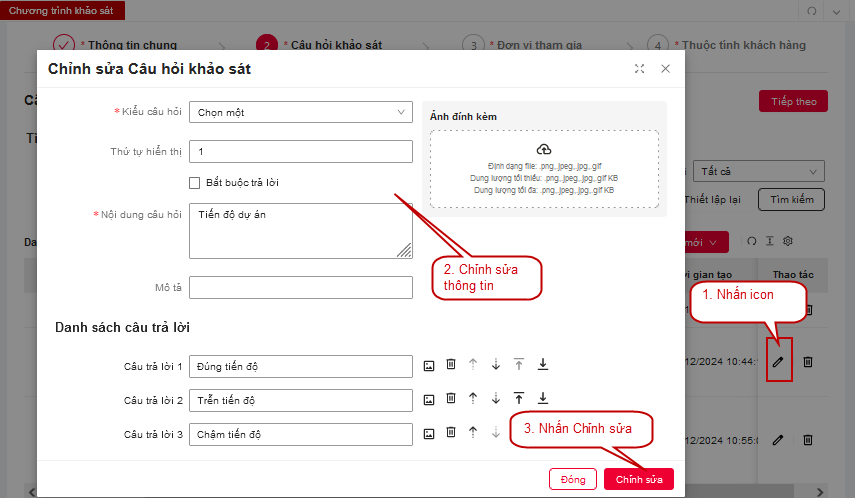 Chương trình khảo sát
* Thông tin chung
2
* Câu hỏi khảo sát
3
* Đơn vị tham gia
4
* Thuộc tính khách hàng
Chỉnh sửa Câu hỏi khảo sát
Tiếp theo
* Kiểu câu hỏi
Chọn một
Ảnh đính kèm
Thứ tự hiển thị
1
Định dạng file: .png,.jpeg,.jpg,.gif
Dung lượng tối thiểu: .png,.jpeg,.jpg,.gif KB
Dung lượng tối đa: .png,.jpeg,.jpg,.gif KB
Tất cả
Bắt buộc trả lời
Thiết lập lại
Tìm kiếm
* Nội dung câu hỏi
Tiến độ dự án
mới
2. Chỉnh sửa
thông tin
gian tạo
Thao tác
Mô tả
1. Nhấn icon
Danh sách câu trả lời
Câu trả lời 1
Đúng tiến độ
12/2024 10:44:
Câu trả lời 2
Trễn tiến độ
Câu trả lời 3
Chậm tiến độ
3. Nhấn Chỉnh sửa
12/2024 10:55:0
Đóng
Chỉnh sửa